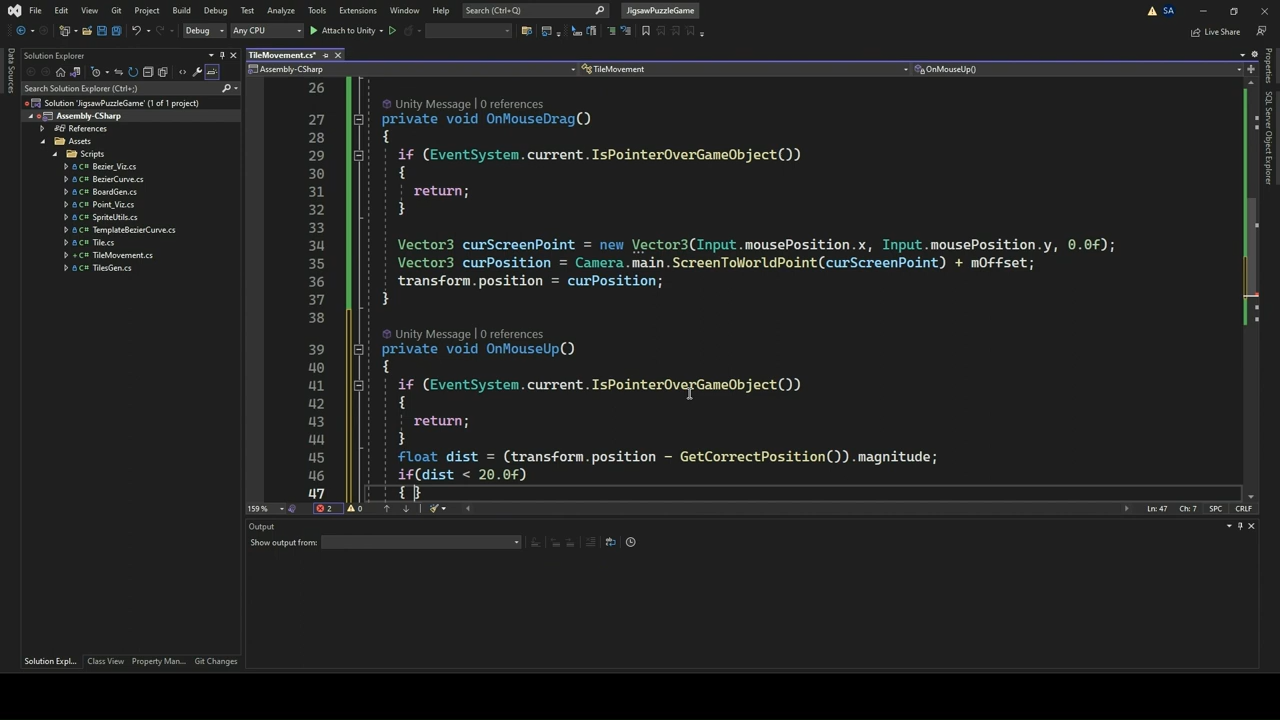 File Edit View Git Project Build Debug Test Analyze Tools Extensions Window Help Search (Ctrl+Q) JigsawPuzzleGame SA
Debug Any CPU Attach to Unity Live Share
Data Sources
Solution Explorer
Search Solution Explorer (Ctrl+;)
Solution 'JigsawPuzzleGame' (1 of 1 project)
Assembly-CSharp
References
Assets
Scripts
Bezier_Viz.cs
BezierCurve.cs
BoardGen.cs
Point_Viz.cs
SpriteUtils.cs
TemplateBezierCurve.cs
Tile.cs
TileMovement.cs
TilesGen.cs
Solution Expl... Class View Property Man... Git Changes
TileMovement.cs*
Assembly-CSharp TileMovement OnMouseUp()
26
Unity Message | 0 references
27 private void OnMouseDrag()
28 {
29 if (EventSystem.current.IsPointerOverGameObject())
30 {
31 return;
32 }
33
34 Vector3 curScreenPoint = new Vector3(Input.mousePosition.x, Input.mousePosition.y, 0.0f);
35 Vector3 curPosition = Camera.main.ScreenToWorldPoint(curScreenPoint) + mOffset;
36 transform.position = curPosition;
37 }
38
Unity Message | 0 references
39 private void OnMouseUp()
40 {
41 if (EventSystem.current.IsPointerOverGameObject())
42 {
43 return;
44 }
45 float dist = (transform.position - GetCorrectPosition()).magnitude;
46 if(dist < 20.0f)
47 { }
159 % 2 0 Ln: 47 Ch: 7 SPC CRLF
Output
Show output from:
Properties
SQL Server Object Explorer